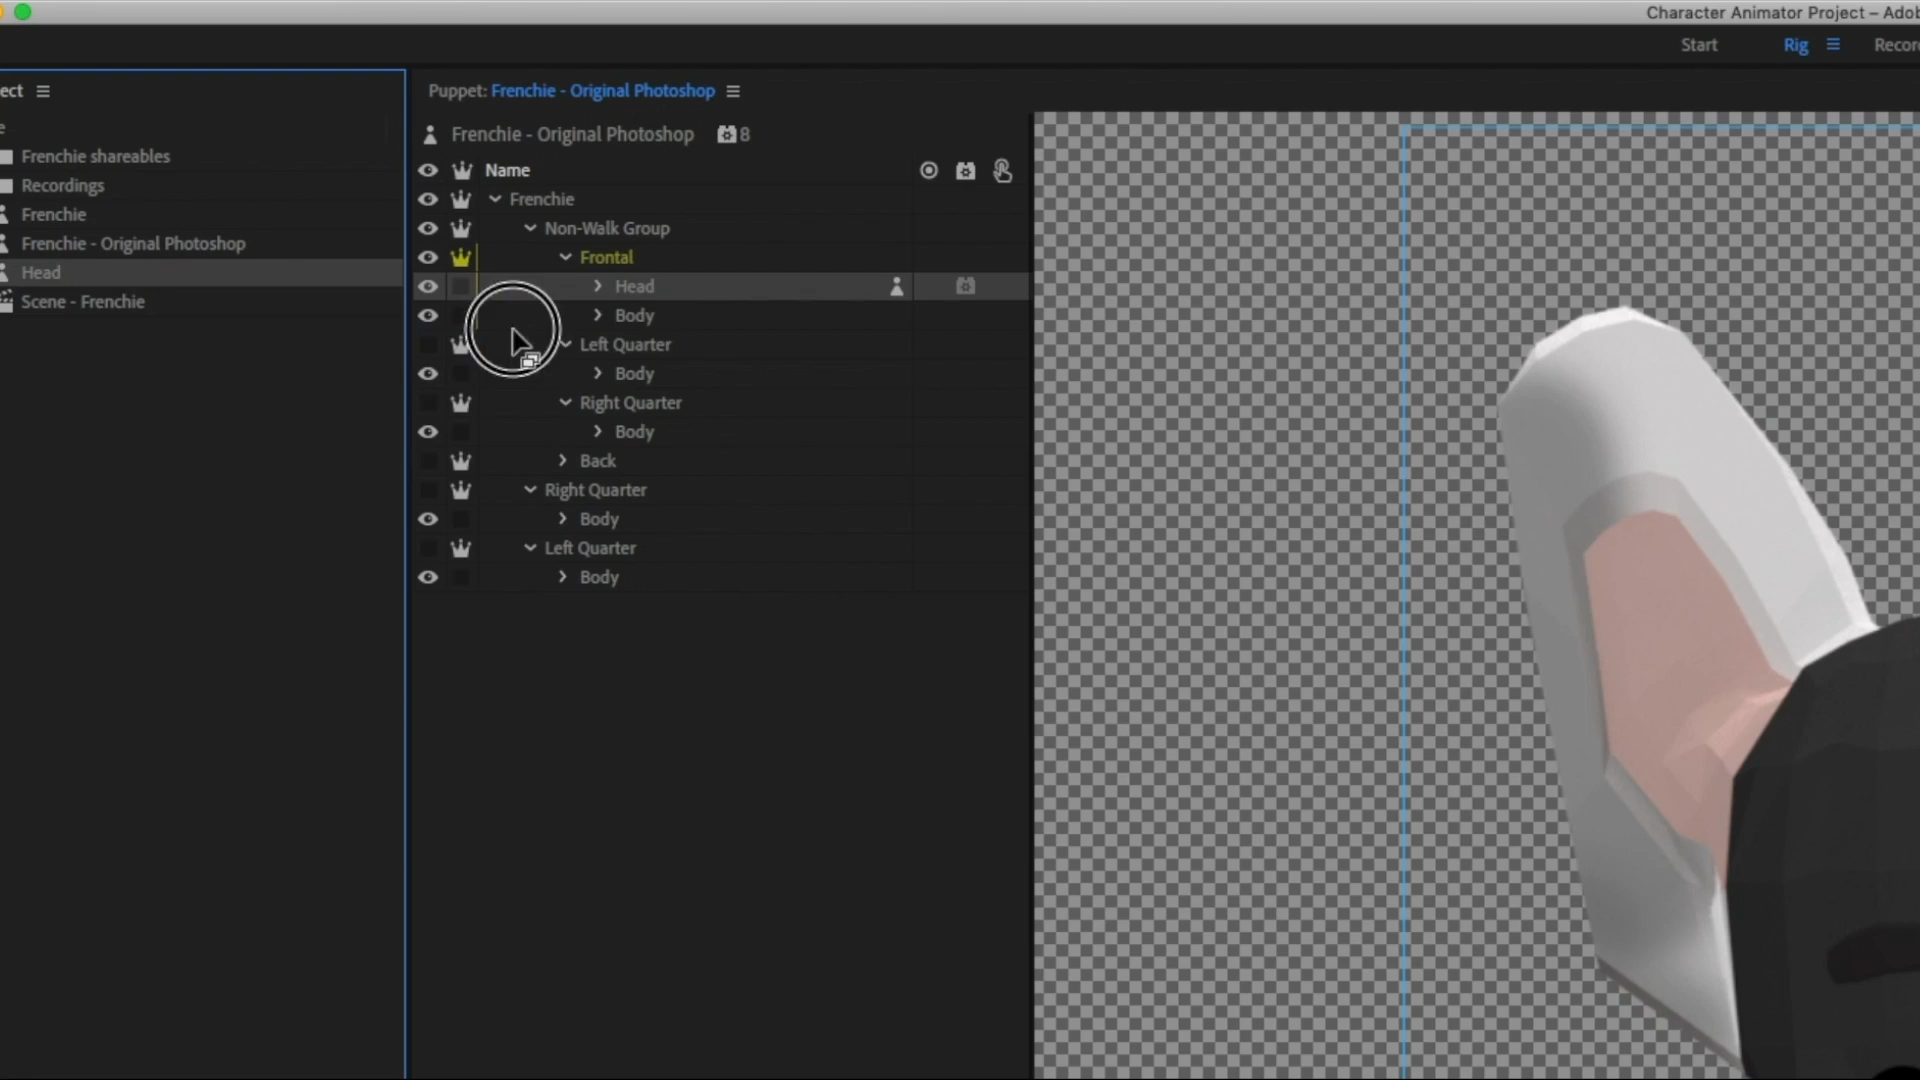 Character Animator Project – Adob
Start Rig Recor
ect
Puppet: Frenchie - Original Photoshop
e
Frenchie - Original Photoshop 8
Frenchie shareables
Name
Recordings
Frenchie
Frenchie
Non-Walk Group
Frenchie - Original Photoshop
Frontal
Head
Head
Scene - Frenchie
Body
Left Quarter
Body
Right Quarter
Body
Back
Right Quarter
Body
Left Quarter
Body